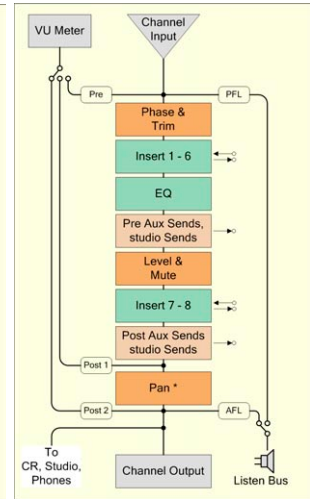 VU Meter
Channel
Input
Pre
PFL
Phase &
Trim
Insert 1 - 6
EQ
Pre Aux Sends,
studio Sends
Level &
Mute
Insert 7 - 8
Post Aux Sends
studio Sends
Post 1
Pan *
Post 2
AFL
To
CR, Studio,
Phones
Channel Output
Listen Bus